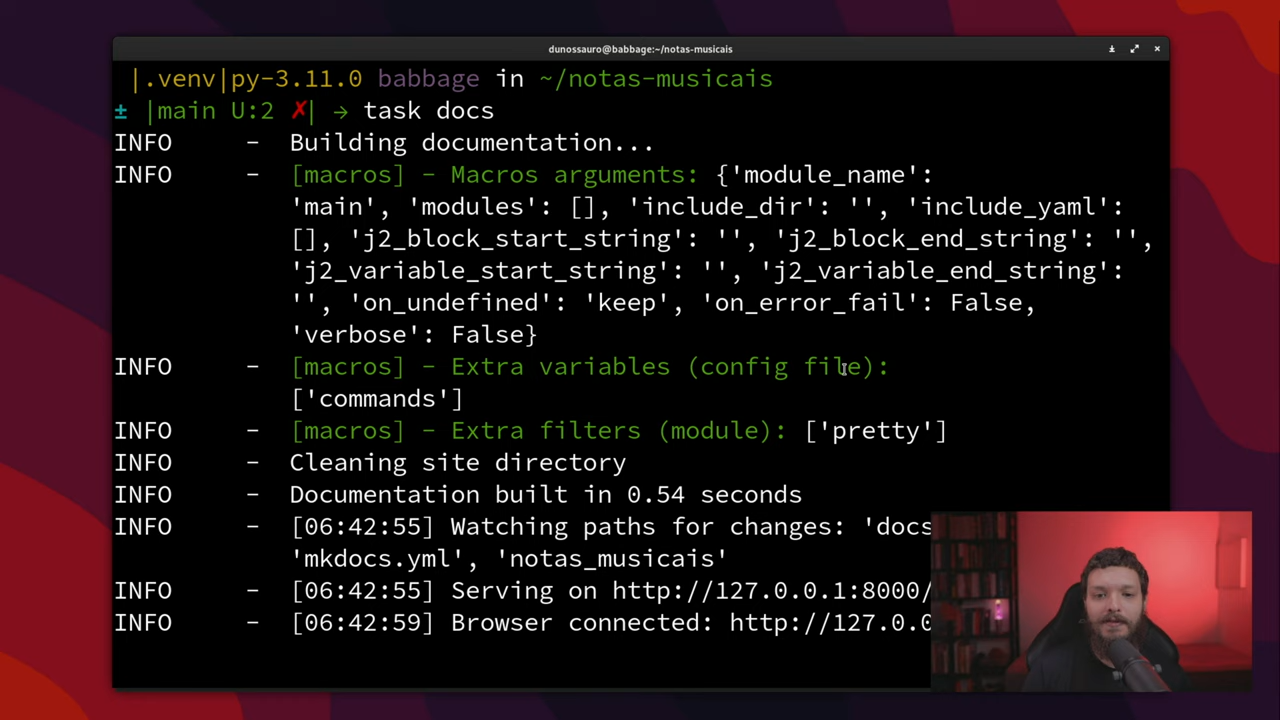 dunossauro@babbage:~/notas-musicais
|.venv|py-3.11.0 babbage in ~/notas-musicais
± |main U:2 ✗| → task docs
INFO - Building documentation...
INFO - [macros] - Macros arguments: {'module_name':
'main', 'modules': [], 'include_dir': '', 'include_yaml':
[], 'j2_block_start_string': '', 'j2_block_end_string': '',
'j2_variable_start_string': '', 'j2_variable_end_string':
'', 'on_undefined': 'keep', 'on_error_fail': False,
'verbose': False}
INFO - [macros] - Extra variables (config file):
['commands']
INFO - [macros] - Extra filters (module): ['pretty']
INFO - Cleaning site directory
INFO - Documentation built in 0.54 seconds
INFO - [06:42:55] Watching paths for changes: 'docs
'mkdocs.yml', 'notas_musicais'
INFO - [06:42:55] Serving on http://127.0.0.1:8000/
INFO - [06:42:59] Browser connected: http://127.0.0